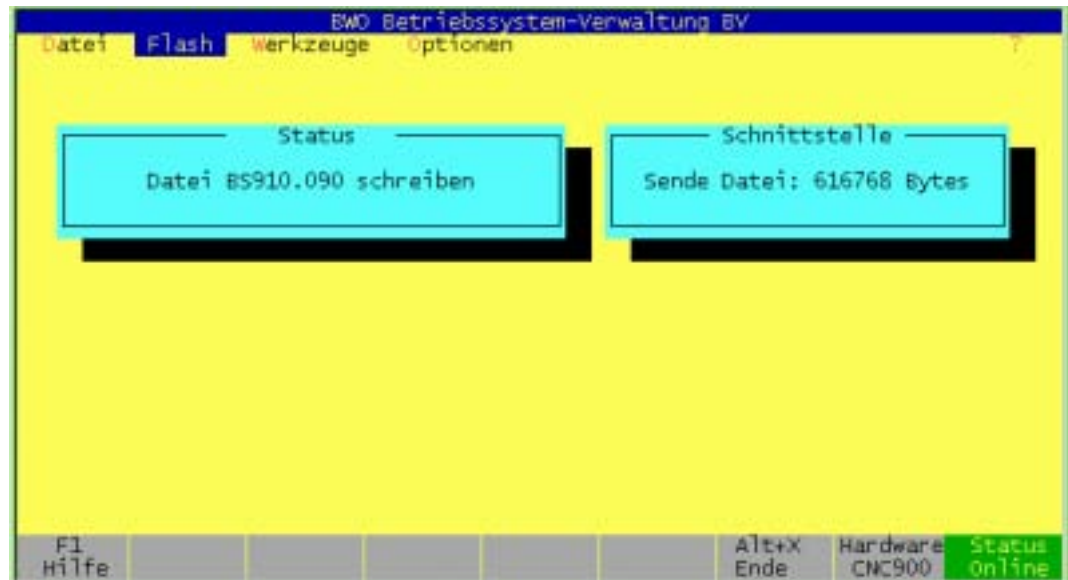 BWO Betriebssystem-Verwaltung BV
Datei Flash Werkzeuge Optionen ?
Status
Datei BS910.090 schreiben
Schnittstelle
Sende Datei: 616768 Bytes
F1 Hilfe
Alt+X Ende
Hardware CNC900
Status Online